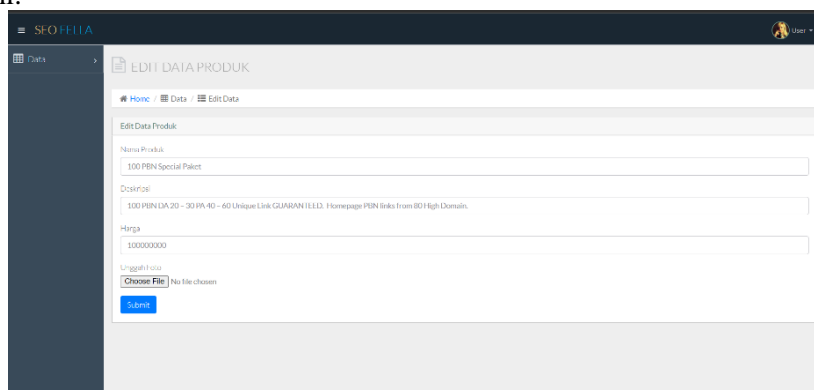 SEO FELLA
User
Data
EDIT DATA PRODUK
Home / Data / Edit Data
Edit Data Produk
Nama Produk
100 PBN Special Paket
Deskripsi
100 PBN DA 20 - 30 PA 40 - 60 Unique Link GUARANTEED. Homepage PBN links from 80 High Domain.
Harga
100000000
Unggah Foto
Choose File No file chosen
Submit